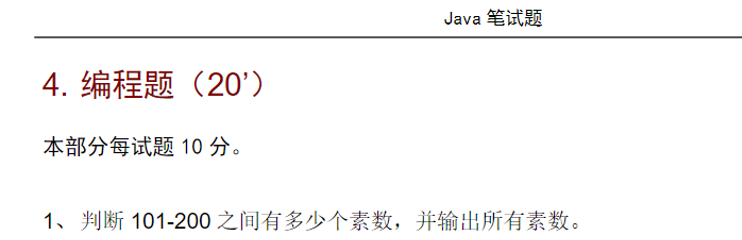 Java 笔试题
4. 编程题（20’）
本部分每试题 10 分。
1、 判断 101-200 之间有多少个素数，并输出所有素数。